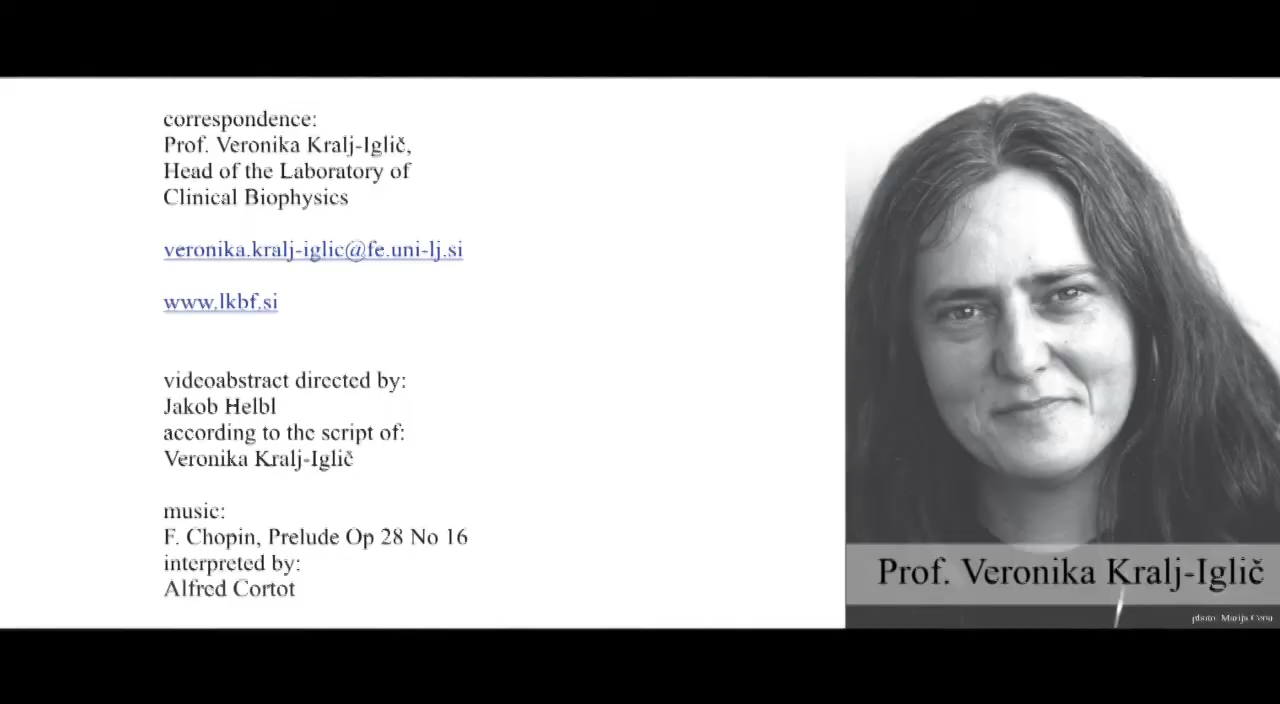 correspondence:
Prof. Veronika Kralj-Iglič,
Head of the Laboratory of
Clinical Biophysics
veronika.kralj-iglic@fe.uni-lj.si
www.lkbf.si
videoabstract directed by:
Jakob Helbl
according to the script of:
Veronika Kralj-Iglič
music:
F. Chopin, Prelude Op 28 No 16
interpreted by:
Alfred Cortot
Prof. Veronika Kralj-Iglič
photo: Marija